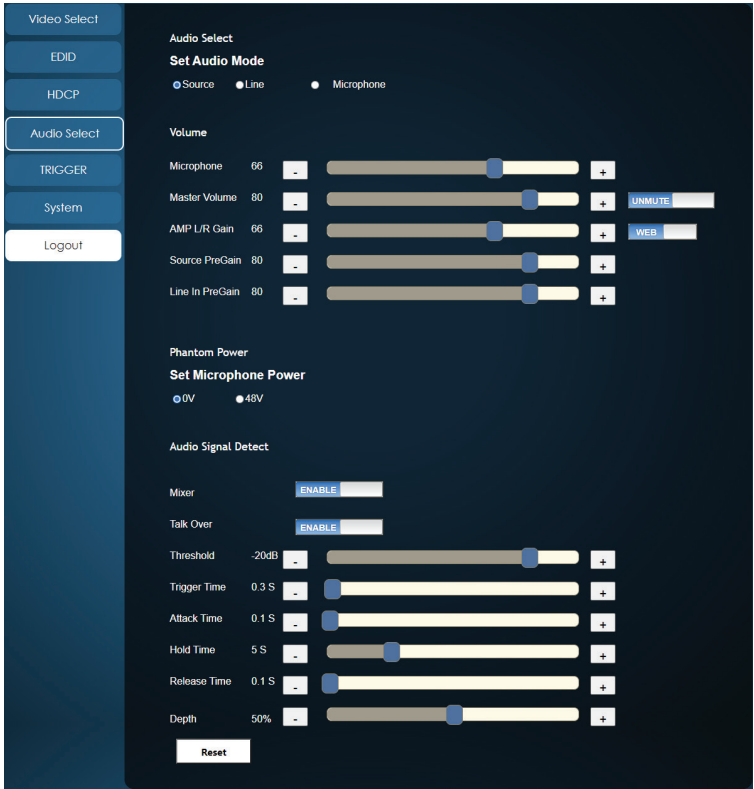 Video Select
EDID
HDCP
Audio Select
TRIGGER
System
Logout
Audio Select
Set Audio Mode
Source Line Microphone
Volume
Microphone 66 - +
Master Volume 80 - + UNMUTE
AMP L/R Gain 66 - + WEB
Source PreGain 80 - +
Line In PreGain 80 - +
Phantom Power
Set Microphone Power
0V 48V
Audio Signal Detect
Mixer ENABLE
Talk Over ENABLE
Threshold -20dB - +
Trigger Time 0.3 S - +
Attack Time 0.1 S - +
Hold Time 5 S - +
Release Time 0.1 S - +
Depth 50% - +
Reset